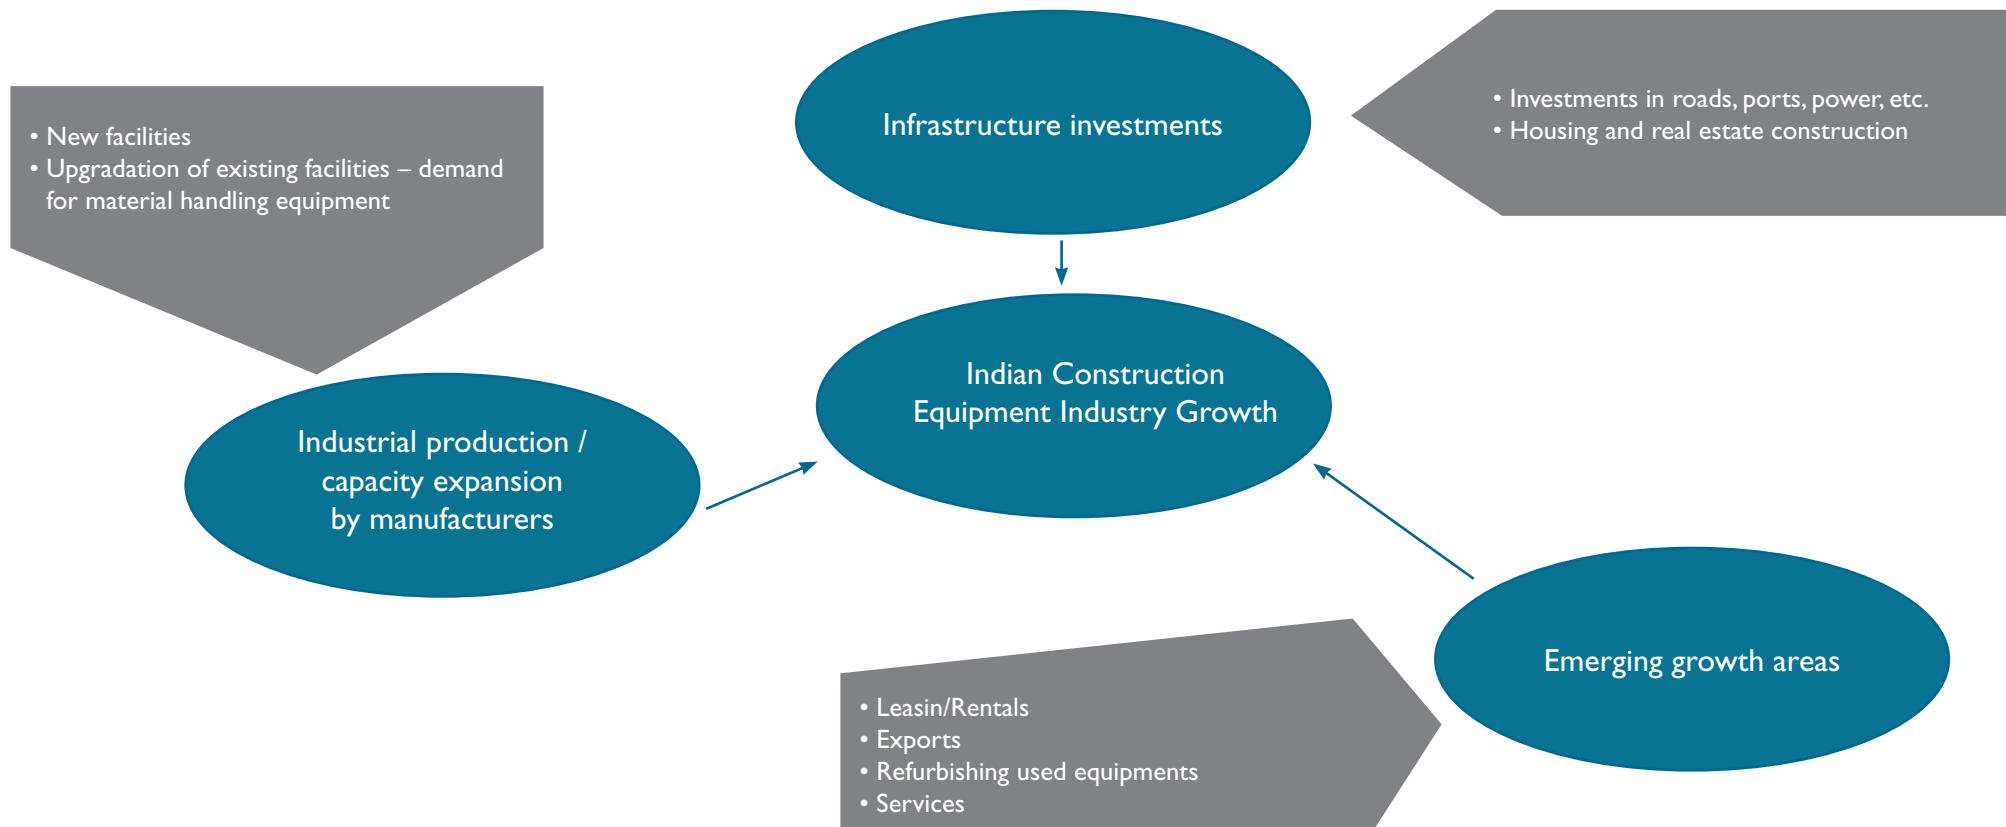 Infrastructure investments
• Investments in roads, ports, power, etc.
• Housing and real estate construction
• New facilities
• Upgradation of existing facilities – demand
for material handling equipment
Indian Construction
Equipment Industry Growth
Industrial production /
capacity expansion
by manufacturers
Emerging growth areas
• Leasin/Rentals
• Exports
• Refurbishing used equipments
• Services